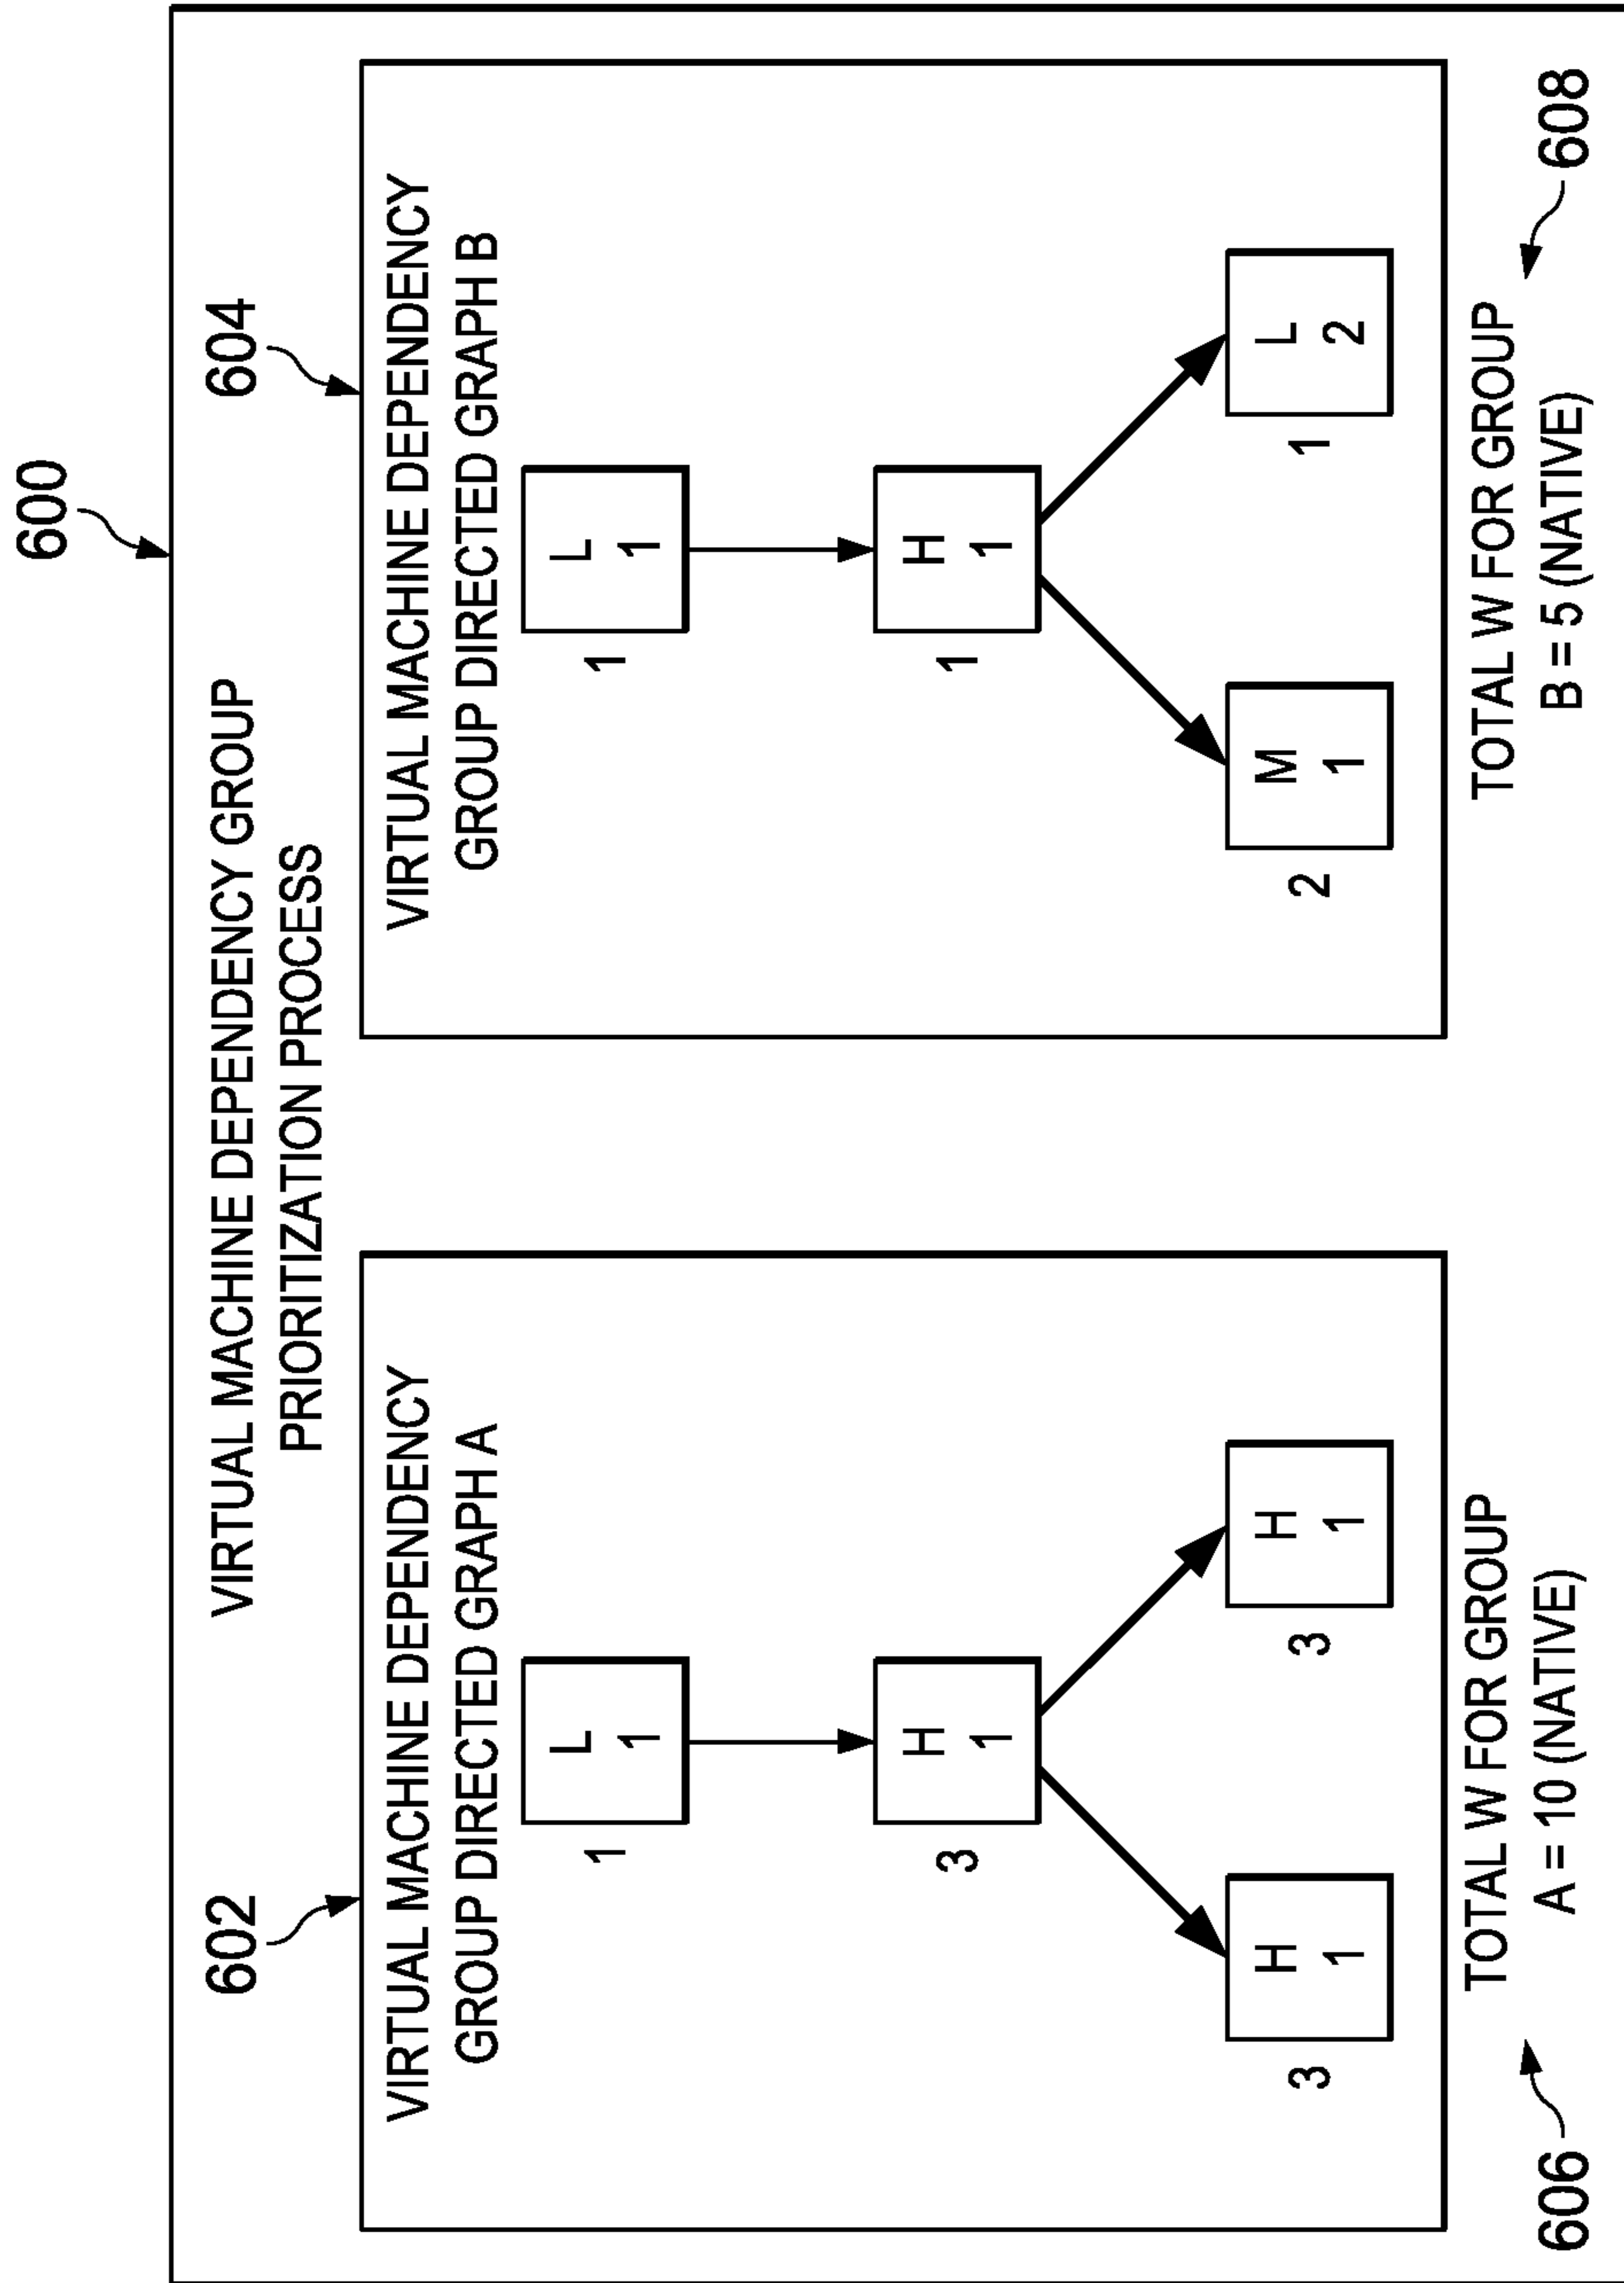 600
VIRTUAL MACHINE DEPENDENCY GROUP
PRIORITIZATION PROCESS
602
VIRTUAL MACHINE DEPENDENCY
GROUP DIRECTED GRAPH A
1
L
1
3
H
1
3
H
1
3
H
1
606
TOTAL W FOR GROUP
A = 10 (NATIVE)
604
VIRTUAL MACHINE DEPENDENCY
GROUP DIRECTED GRAPH B
1
L
1
1
H
1
2
M
1
1
L
2
TOTAL W FOR GROUP
B = 5 (NATIVE)
608